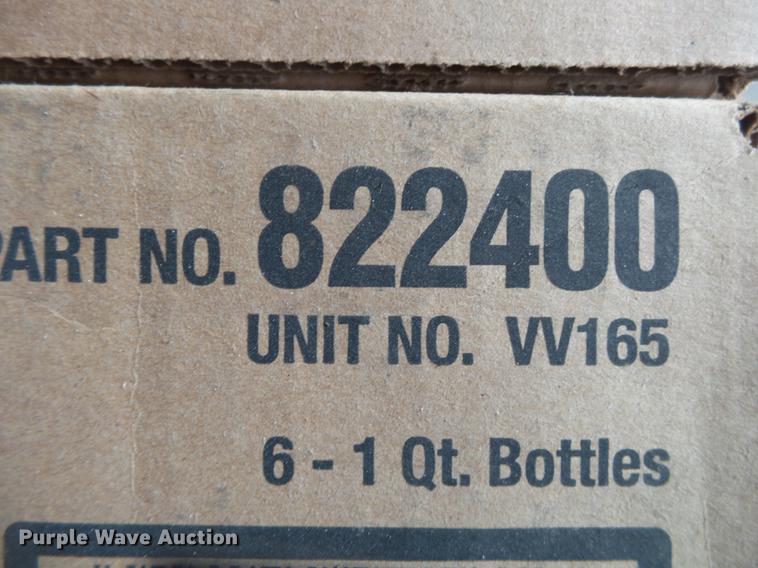 PART NO. 822400
UNIT NO. VV165
6 - 1 Qt. Bottles
Purple Wave Auction